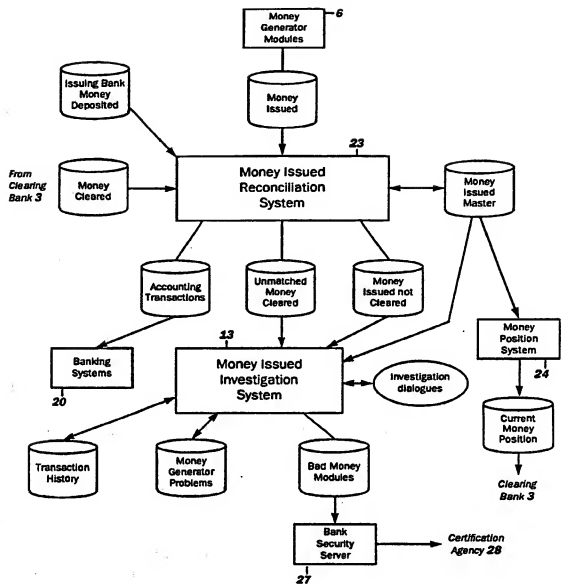 Money
Generator
Modules
6
Issuing Bank
Money
Deposited
Money
Issued
23
From
Clearing
Bank 3
Money
Cleared
Money Issued
Reconciliation
System
Money
Issued
Master
Accounting
Transactions
Unmatched
Money
Cleared
Money
Issued not
Cleared
13
Banking
Systems
20
Money Issued
Investigation
System
Investigation
dialogues
Money
Position
System
24
Transaction
History
Money
Generator
Problems
Bad Money
Modules
Current
Money
Position
Clearing
Bank 3
Bank
Security
Server
27
Certification
Agency 28